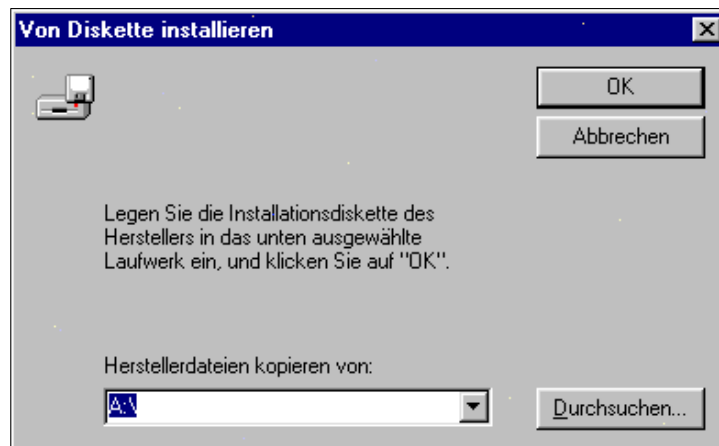 Von Diskette installieren
OK
Abbrechen
Legen Sie die Installationsdiskette des
Herstellers in das unten ausgewählte
Laufwerk ein, und klicken Sie auf "OK".
Herstellerdateien kopieren von:
A:\
Durchsuchen...